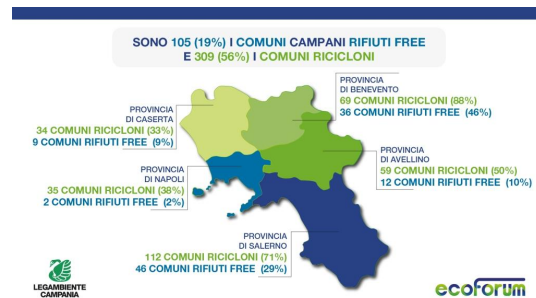 SONO 105 (19%) I COMUNI CAMPANI RIFIUTI FREE
E 309 (56%) I COMUNI RICICLONI
PROVINCIA
DI CASERTA
34 COMUNI RICICLONI (33%)
9 COMUNI RIFIUTI FREE (9%)
PROVINCIA
DI BENEVENTO
69 COMUNI RICICLONI (88%)
36 COMUNI RIFIUTI FREE (46%)
PROVINCIA
DI NAPOLI
35 COMUNI RICICLONI (38%)
2 COMUNI RIFIUTI FREE (2%)
PROVINCIA
DI AVELLINO
59 COMUNI RICICLONI (50%)
12 COMUNI RIFIUTI FREE (10%)
PROVINCIA
DI SALERNO
112 COMUNI RICICLONI (71%)
46 COMUNI RIFIUTI FREE (29%)
LEGAMBIENTE
CAMPANIA
ecoforum